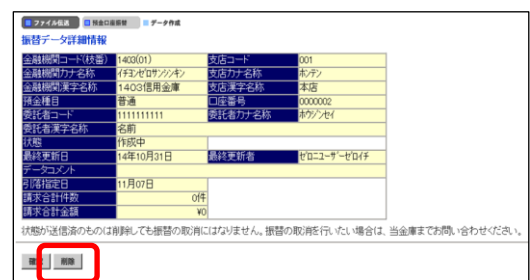 ファイル伝送 預金口座振替 データ作成
振替データ詳細情報
金融機関コード(枝番) 1403(01) 支店コード 001
金融機関カナ名称 イチヨンゼロサンシンキン 支店カナ名称 ホンテン
金融機関漢字名称 1403信用金庫 支店漢字名称 本店
預金種目 普通 口座番号 0000002
委託者コード 1111111111 委託者カナ名称
委託者漢字名称 名前
状態 作成中
最終更新日 14年10月31日 最終更新者 ゼロニユーザーゼロイチ
データコメント
引落指定日 11月07日
請求合計件数 0件
請求合計金額 ¥0
状態が送信済のものは削除しても振替の取消にはなりません。振替の取消を行いたい場合は、当金庫までお問い合わせください。
削除